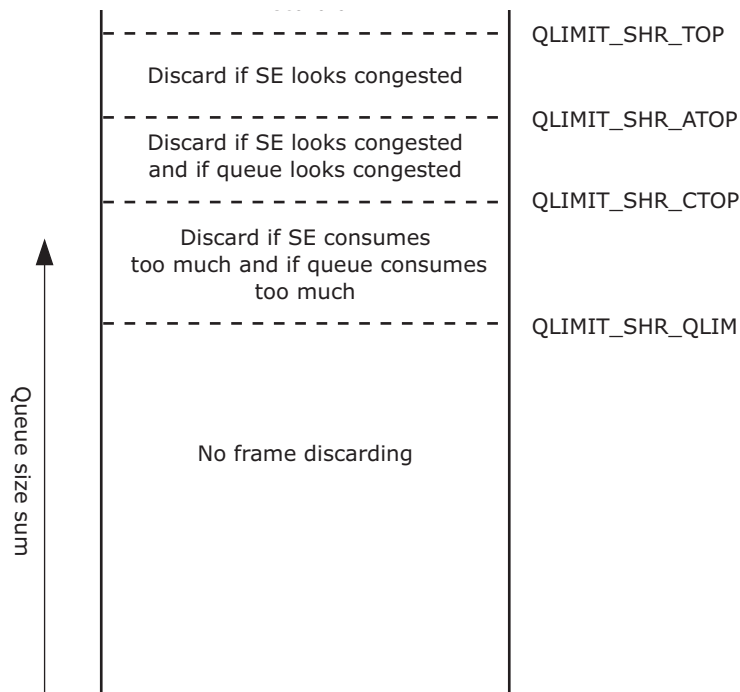 QLIMIT_SHR_TOP
Discard if SE looks congested
QLIMIT_SHR_ATOP
Discard if SE looks congested
and if queue looks congested
QLIMIT_SHR_CTOP
Discard if SE consumes
too much and if queue consumes
too much
QLIMIT_SHR_QLIM
No frame discarding
Queue size sum